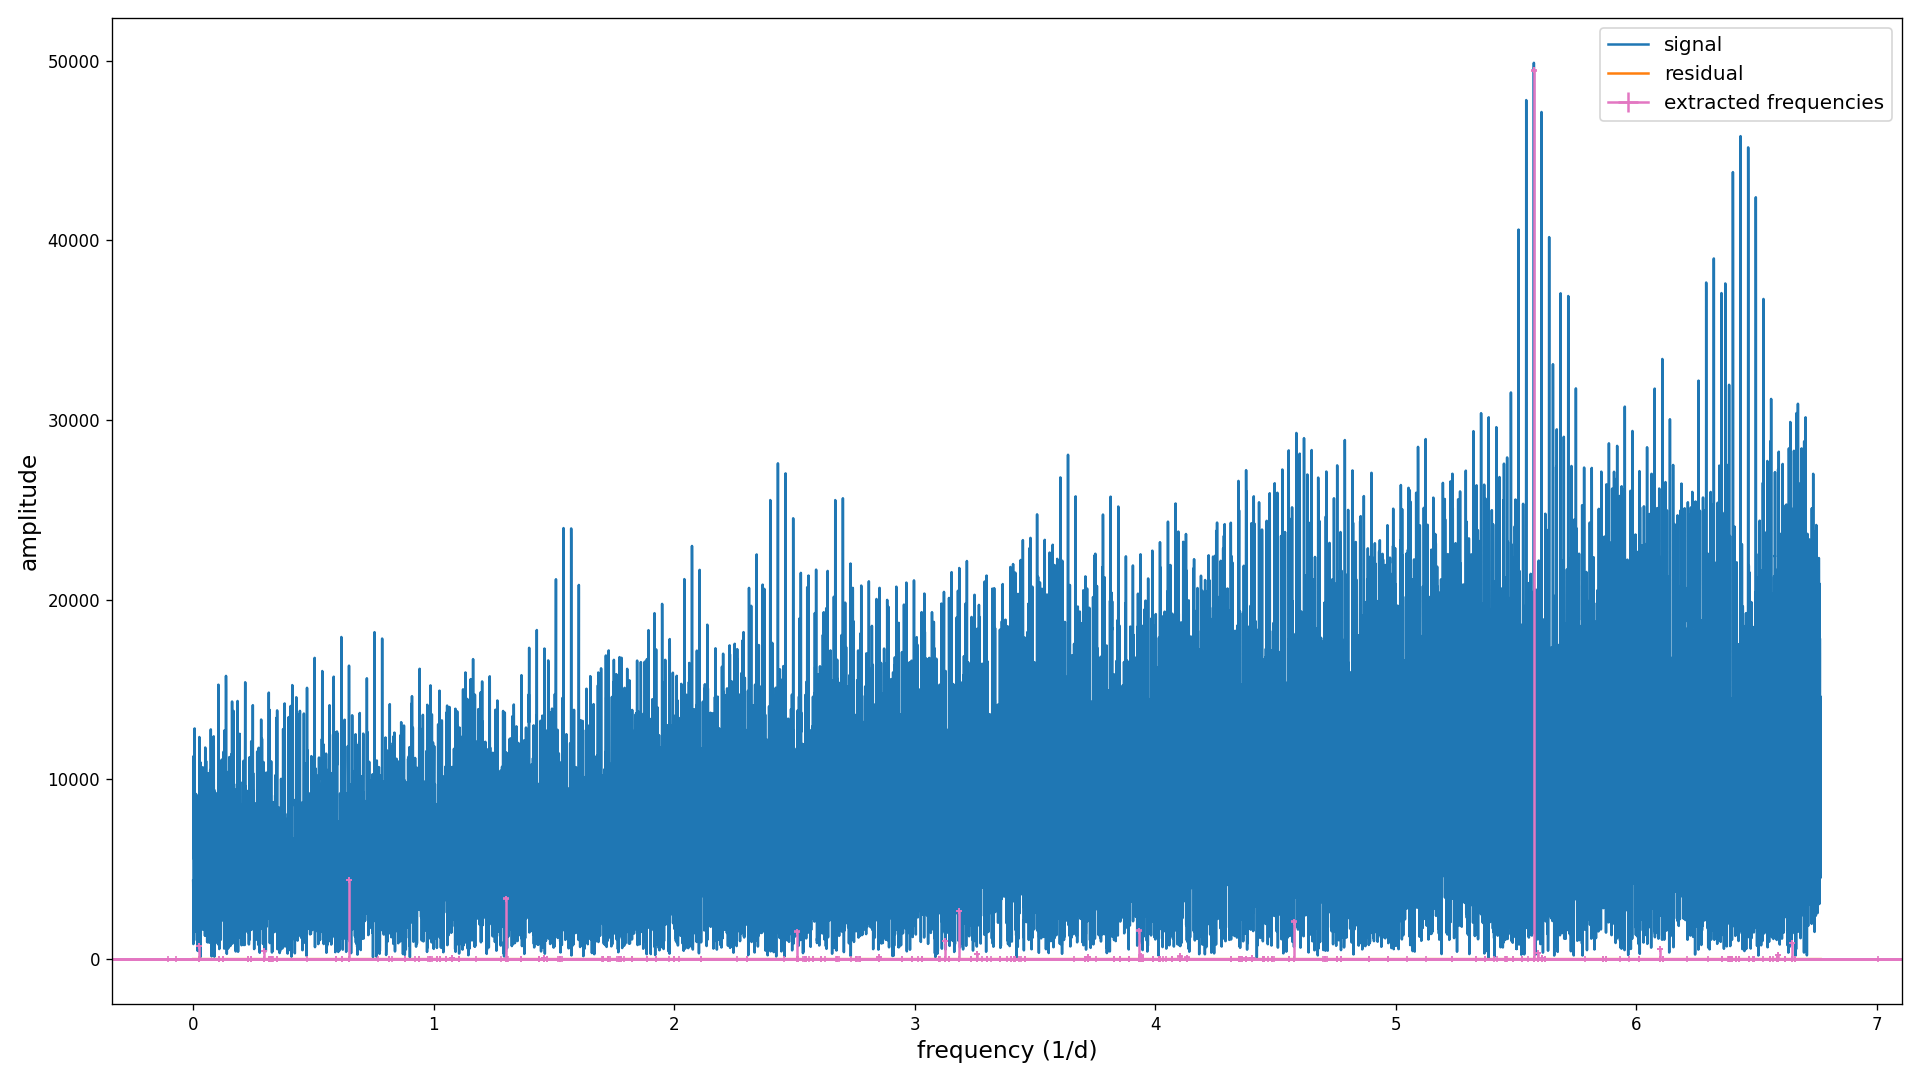 50000
40000
30000
20000
10000
0
amplitude
signal
residual
extracted frequencies
0 1 2 3 4 5 6 7
frequency (1/d)